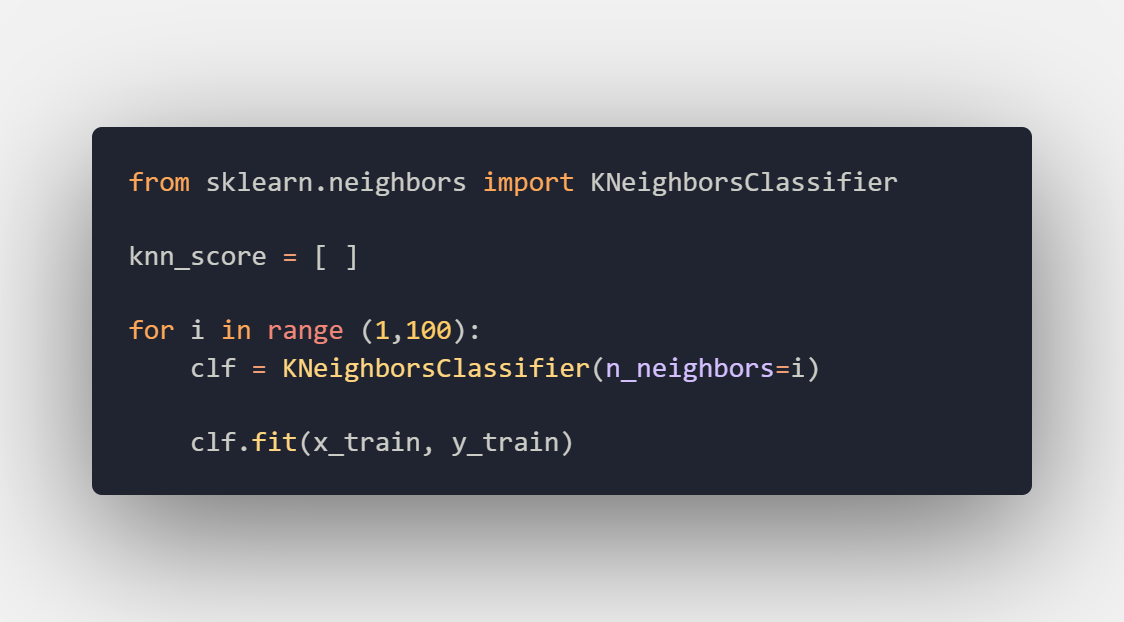 from sklearn.neighbors import KNeighborsClassifier
knn_score = [ ]
for i in range (1,100):
    clf = KNeighborsClassifier(n_neighbors=i)
    clf.fit(x_train, y_train)